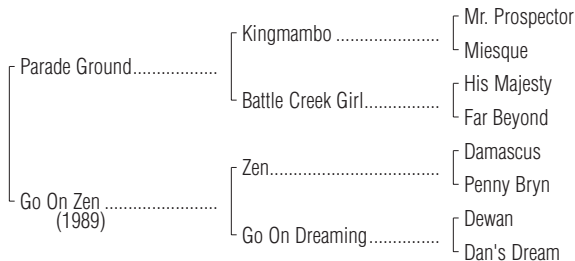 Mr. Prospector
Kingmambo ....................
Miesque
Parade Ground.................
His Majesty
Battle Creek Girl...............
Far Beyond
Damascus
Zen.....................................
Penny Bryn
Go On Zen ......................
(1989)
Dewan
Go On Dreaming..............
Dan's Dream